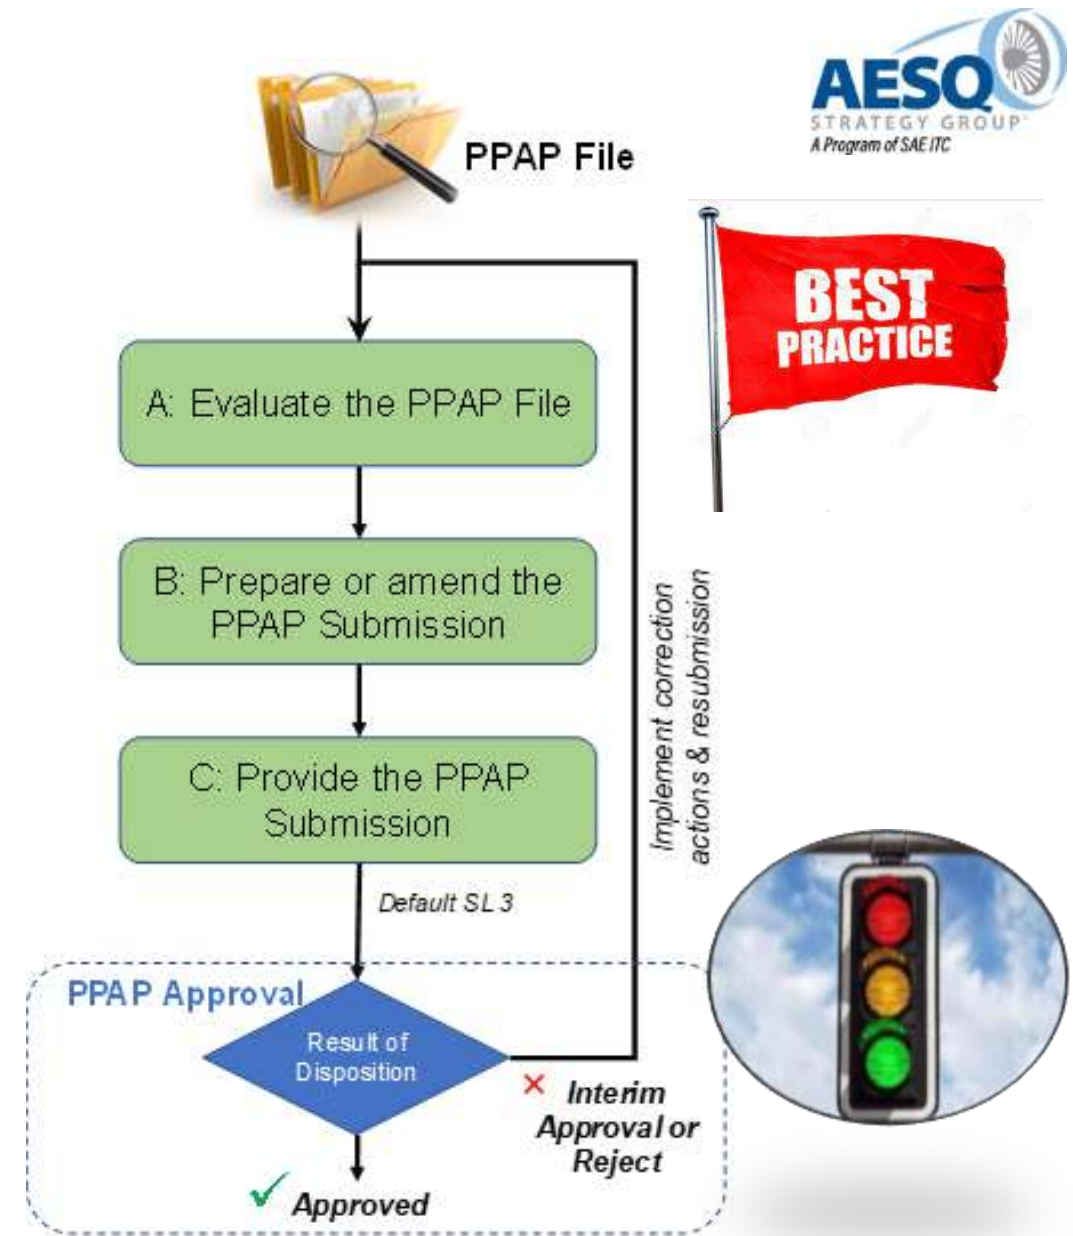 AESQ
STRATEGY GROUP
A Program of SAE ITC
PPAP File
BEST
PRACTICE
A: Evaluate the PPAP File
B: Prepare or amend the
PPAP Submission
C: Provide the PPAP
Submission
Implement correction
actions & resubmission
Default SL 3
PPAP Approval
Result of
Disposition
Interim
Approval or
Reject
Approved